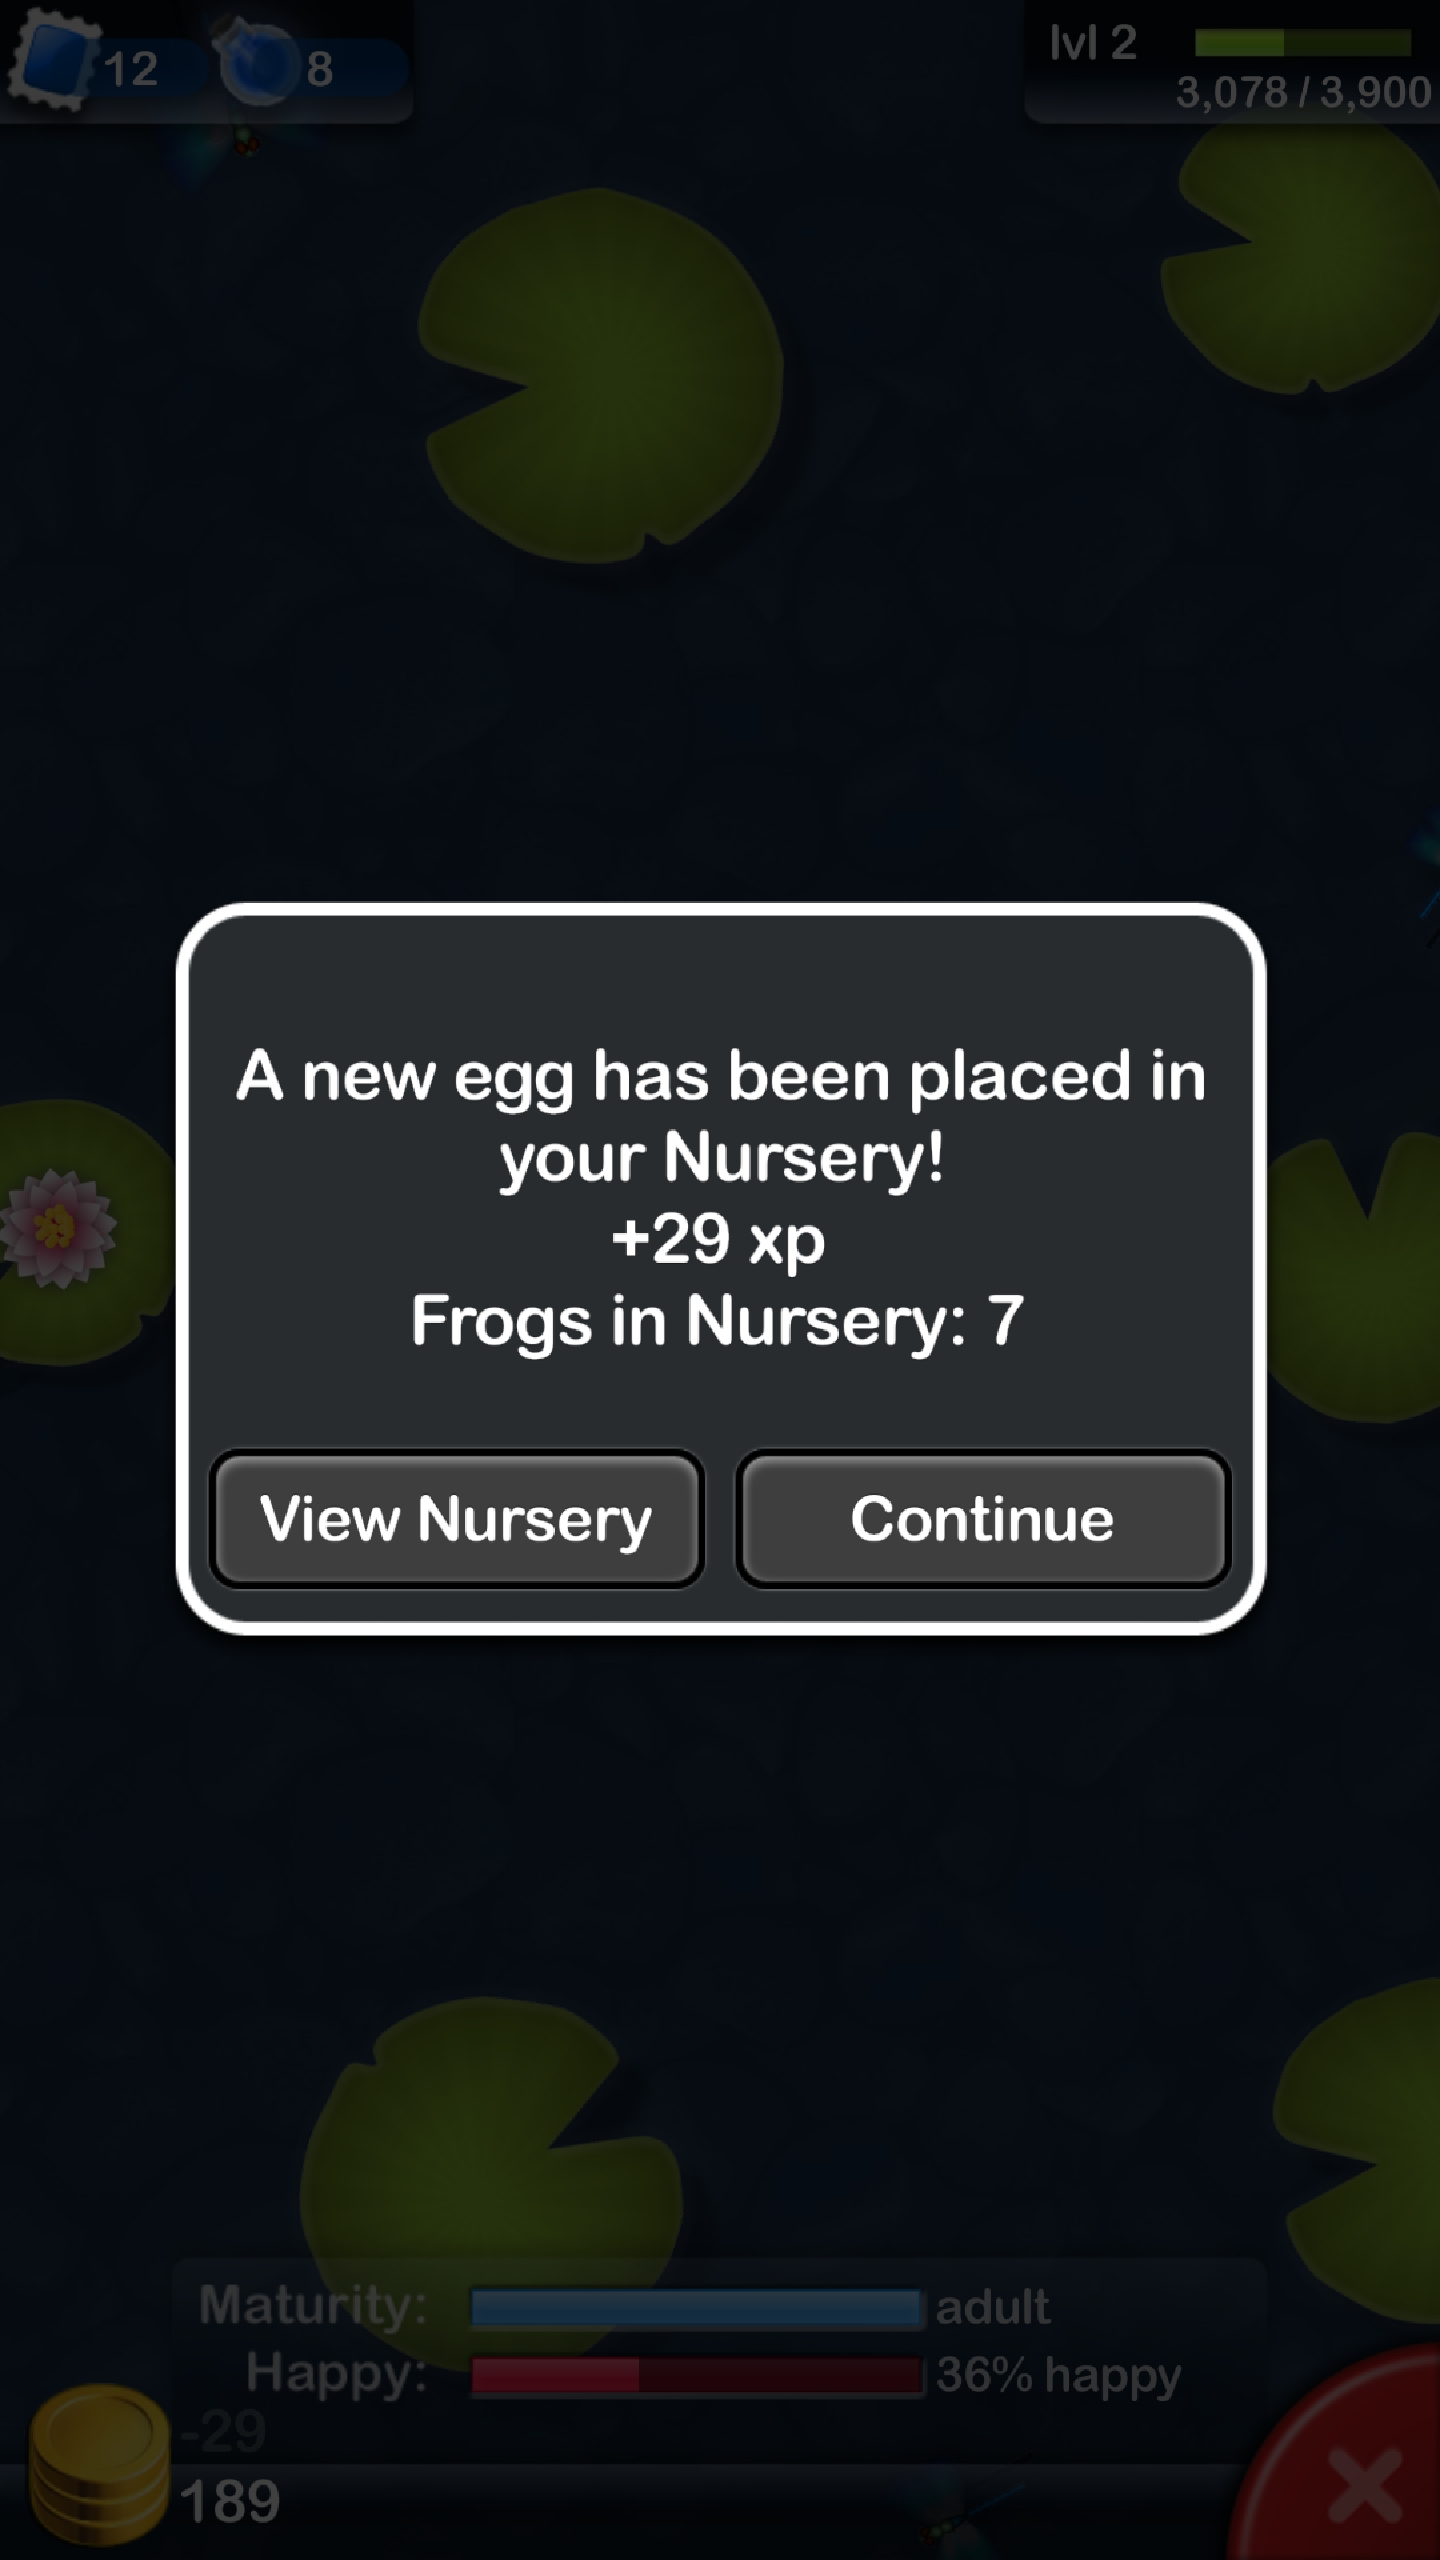 12
8
lvl 2
3,078 / 3,900
A new egg has been placed in
your Nursery!
+29 xp
Frogs in Nursery: 7
View Nursery
Continue
Maturity:
adult
Happy:
36% happy
-29
189